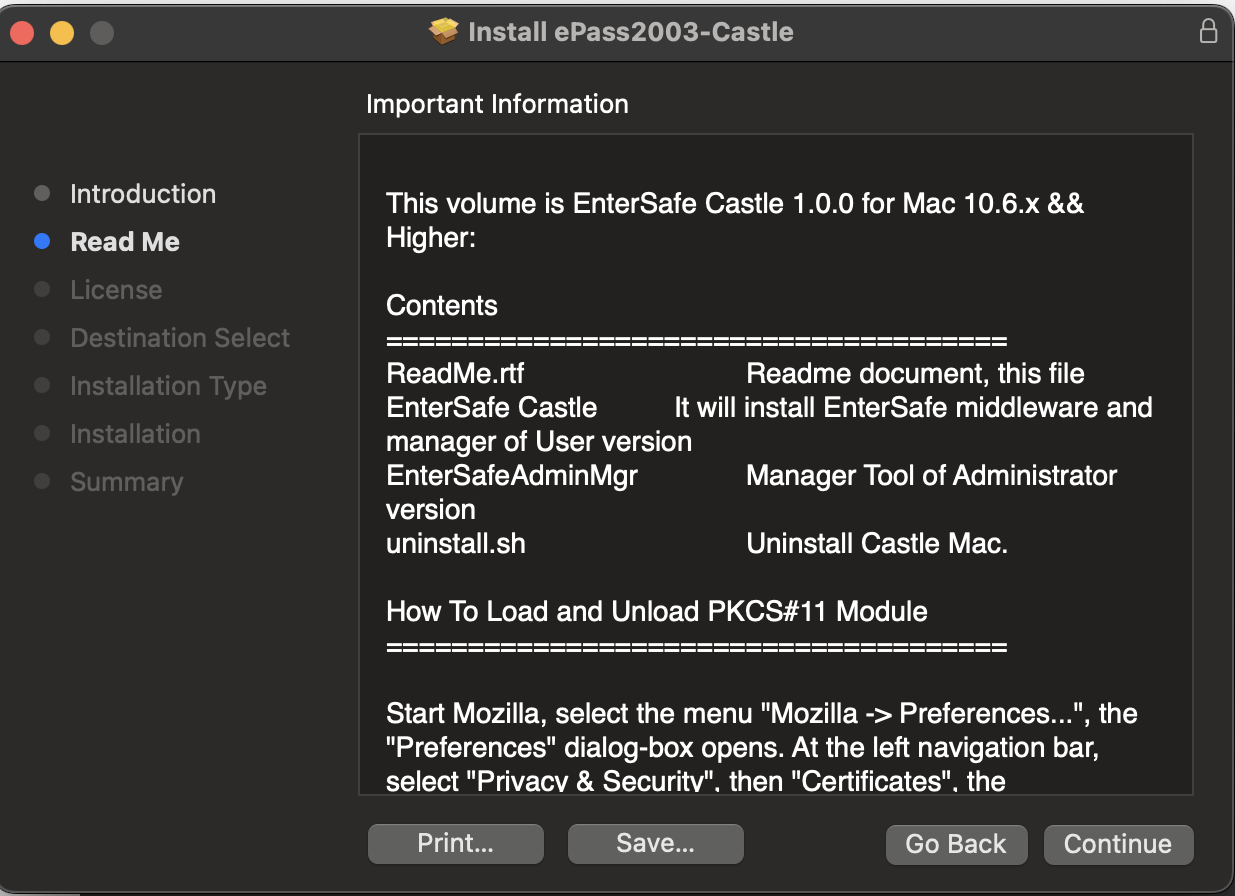 Install ePass2003-Castle
Important Information
Introduction
Read Me
License
Destination Select
Installation Type
Installation
Summary
This volume is EnterSafe Castle 1.0.0 for Mac 10.6.x &&
Higher:
Contents
======================================
ReadMe.rtf Readme document, this file
EnterSafe Castle It will install EnterSafe middleware and
manager of User version
EnterSafeAdminMgr Manager Tool of Administrator
version
uninstall.sh Uninstall Castle Mac.
How To Load and Unload PKCS#11 Module
======================================
Start Mozilla, select the menu "Mozilla -> Preferences...", the
"Preferences" dialog-box opens. At the left navigation bar,
select "Privacy & Security", then "Certificates", the
Print...
Save...
Go Back
Continue